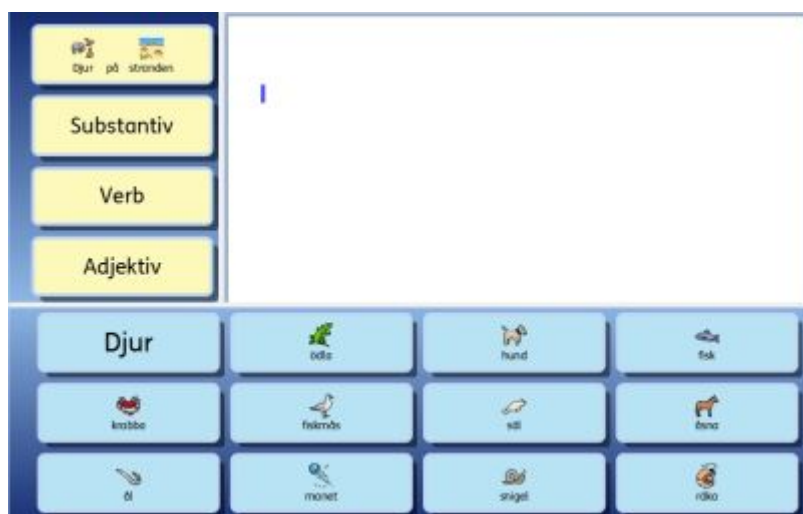 Djur på stranden
Substantiv
Verb
Adjektiv
Djur
ödla
hund
fisk
krabba
fiskmås
säl
åsna
ål
manet
snigel
räka